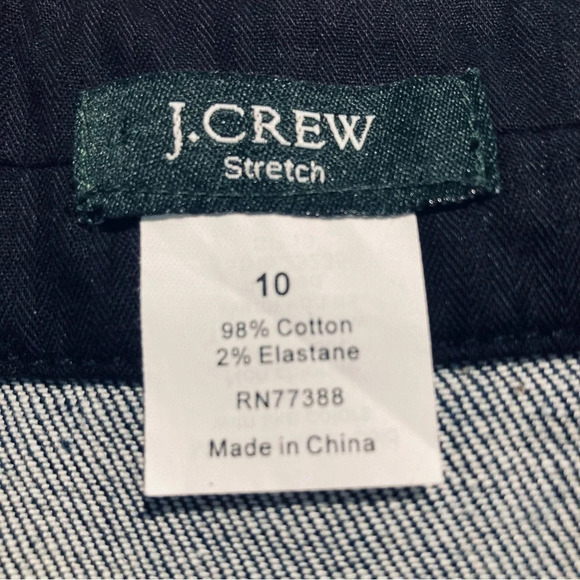 J.CREW
Stretch
10
98% Cotton
2% Elastane
RN77388
Made in China